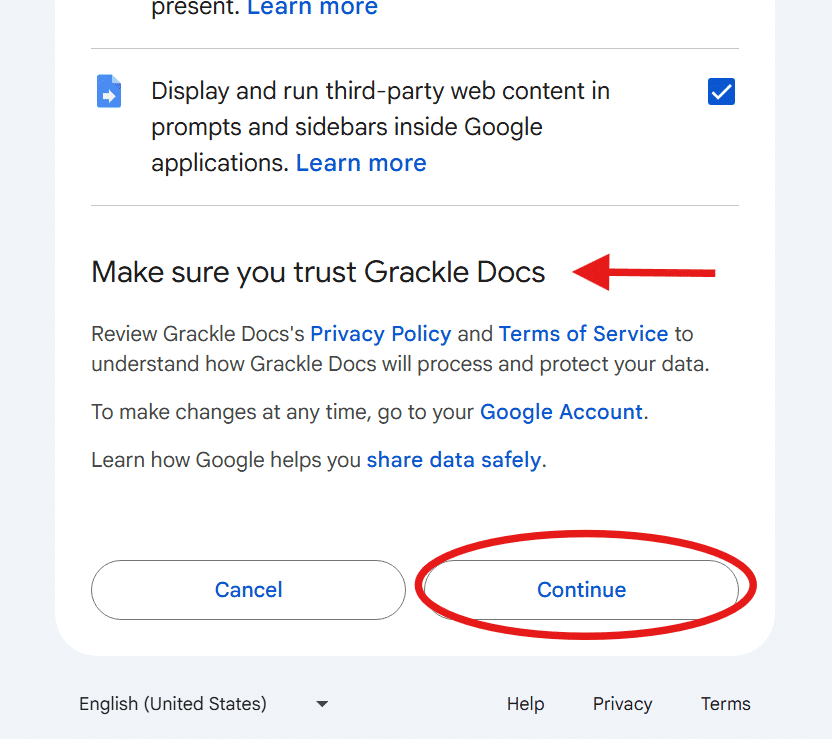 present. Learn more
Display and run third-party web content in
prompts and sidebars inside Google
applications. Learn more
Make sure you trust Grackle Docs
Review Grackle Docs's Privacy Policy and Terms of Service to
understand how Grackle Docs will process and protect your data.
To make changes at any time, go to your Google Account.
Learn how Google helps you share data safely.
Cancel
Continue
English (United States)
Help
Privacy
Terms